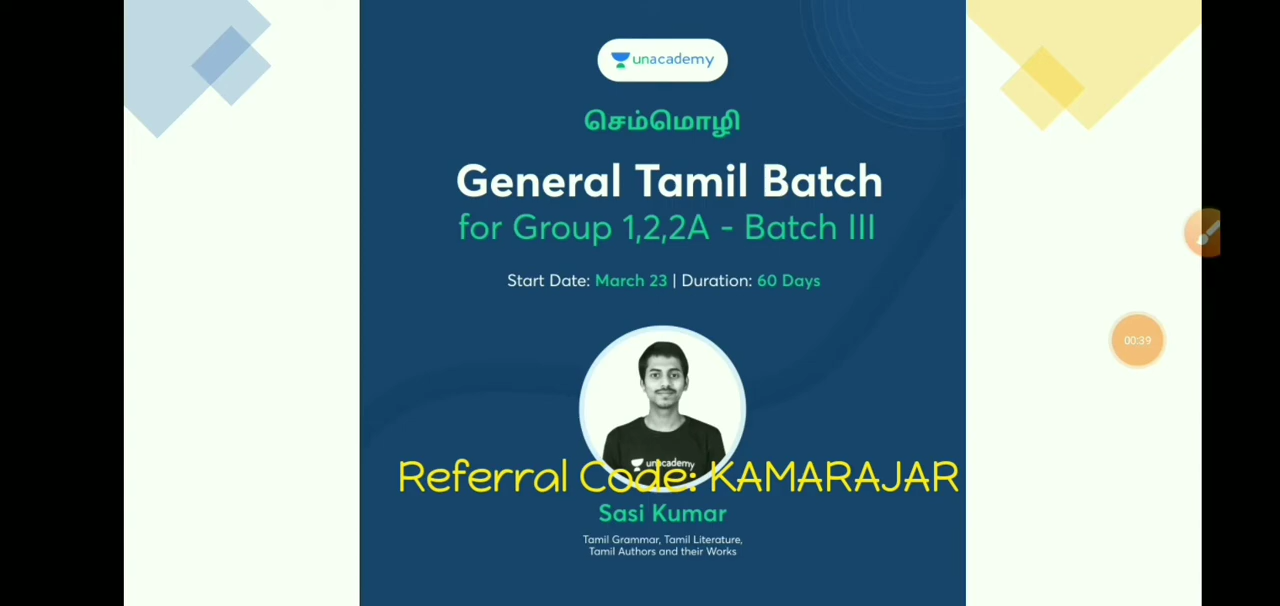 unacademy
செம்மொழி
General Tamil Batch
for Group 1,2,2A - Batch III
Start Date: March 23 | Duration: 60 Days
00:39
unacademy
Referral Code: KAMARAJAR
Sasi Kumar
Tamil Grammar, Tamil Literature,
Tamil Authors and their Works